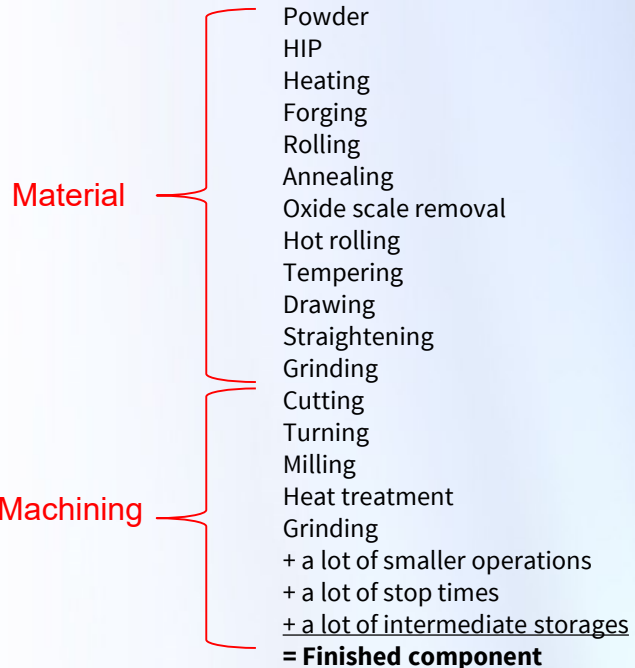 Powder
HIP
Heating
Forging
Rolling
Annealing
Material
Oxide scale removal
Hot rolling
Tempering
Drawing
Straightening
Grinding
Cutting
Turning
Milling
Heat treatment
Machining
Grinding
+ a lot of smaller operations
+ a lot of stop times
+ a lot of intermediate storages
= Finished component